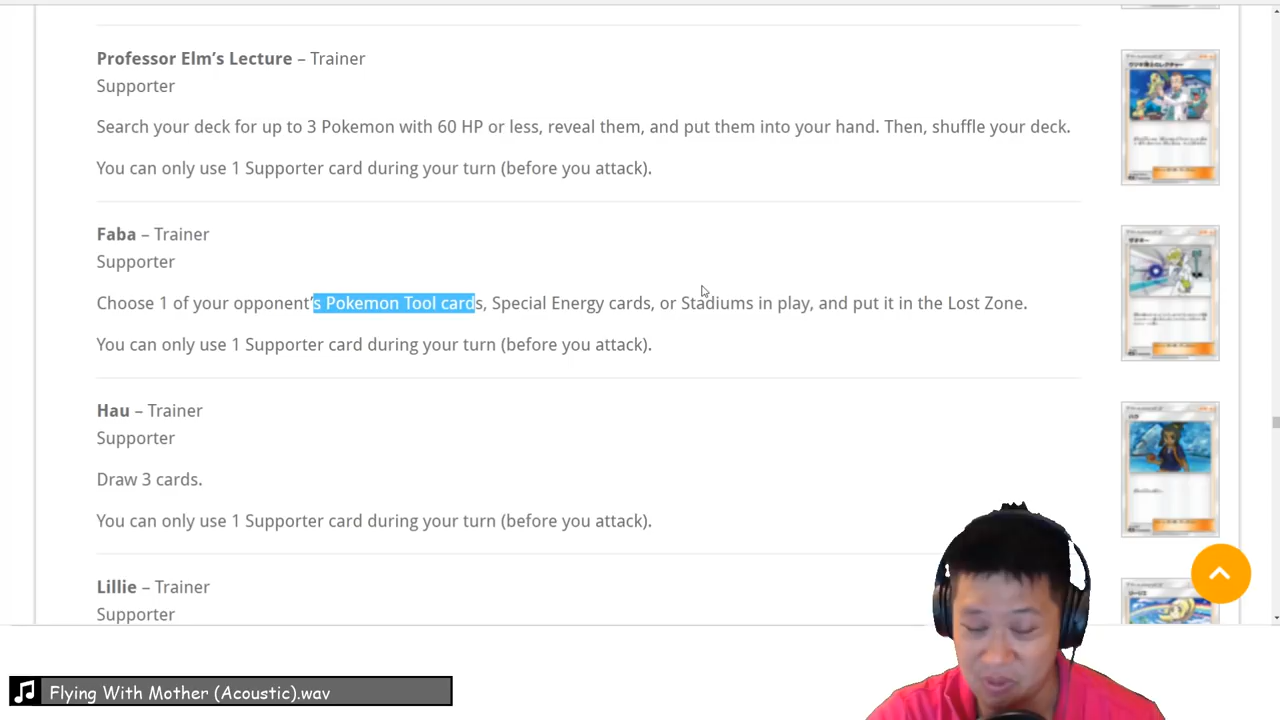 Professor Elm’s Lecture – Trainer
Supporter
Search your deck for up to 3 Pokemon with 60 HP or less, reveal them, and put them into your hand. Then, shuffle your deck.
You can only use 1 Supporter card during your turn (before you attack).
Faba – Trainer
Supporter
Choose 1 of your opponent’s Pokemon Tool cards, Special Energy cards, or Stadiums in play, and put it in the Lost Zone.
You can only use 1 Supporter card during your turn (before you attack).
Hau – Trainer
Supporter
Draw 3 cards.
You can only use 1 Supporter card during your turn (before you attack).
Lillie – Trainer
Supporter
Flying With Mother (Acoustic).wav